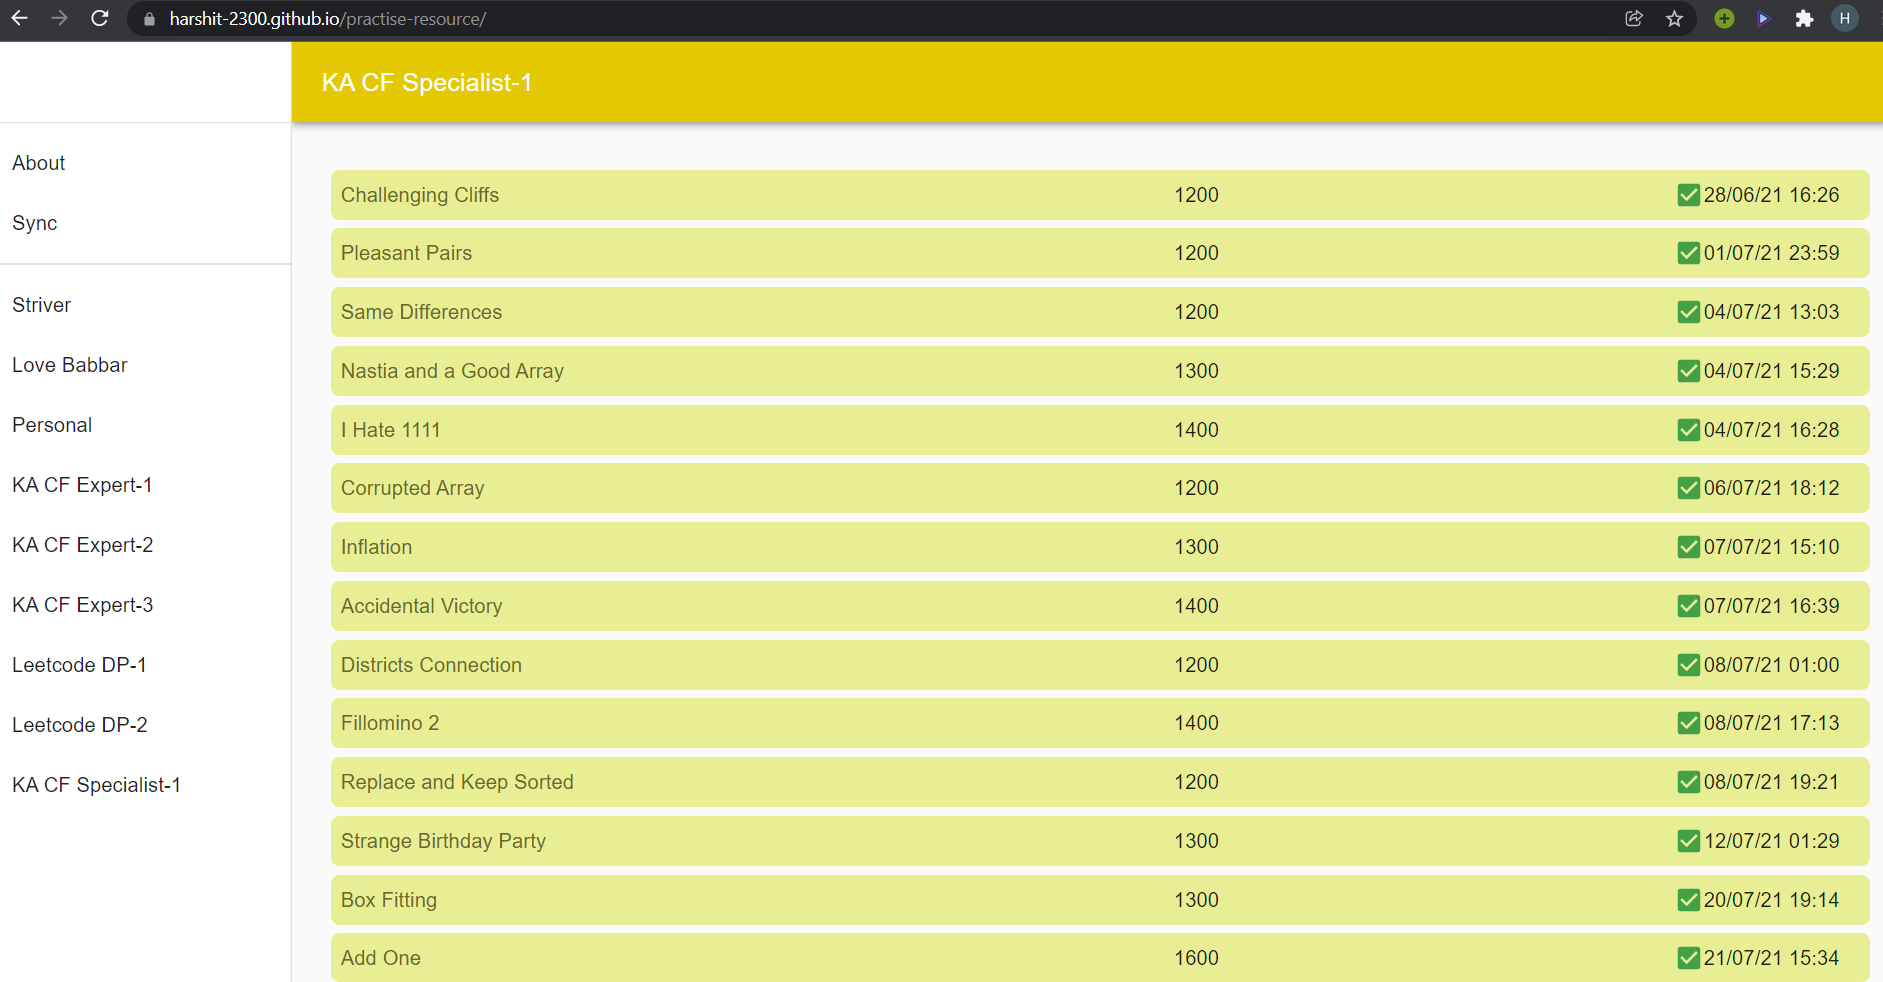 harshit-2300.github.io/practise-resource/
H
KA CF Specialist-1
About
Sync
Striver
Love Babbar
Personal
KA CF Expert-1
KA CF Expert-2
KA CF Expert-3
Leetcode DP-1
Leetcode DP-2
KA CF Specialist-1
Challenging Cliffs 1200 28/06/21 16:26
Pleasant Pairs 1200 01/07/21 23:59
Same Differences 1200 04/07/21 13:03
Nastia and a Good Array 1300 04/07/21 15:29
I Hate 1111 1400 04/07/21 16:28
Corrupted Array 1200 06/07/21 18:12
Inflation 1300 07/07/21 15:10
Accidental Victory 1400 07/07/21 16:39
Districts Connection 1200 08/07/21 01:00
Fillomino 2 1400 08/07/21 17:13
Replace and Keep Sorted 1200 08/07/21 19:21
Strange Birthday Party 1300 12/07/21 01:29
Box Fitting 1300 20/07/21 19:14
Add One 1600 21/07/21 15:34